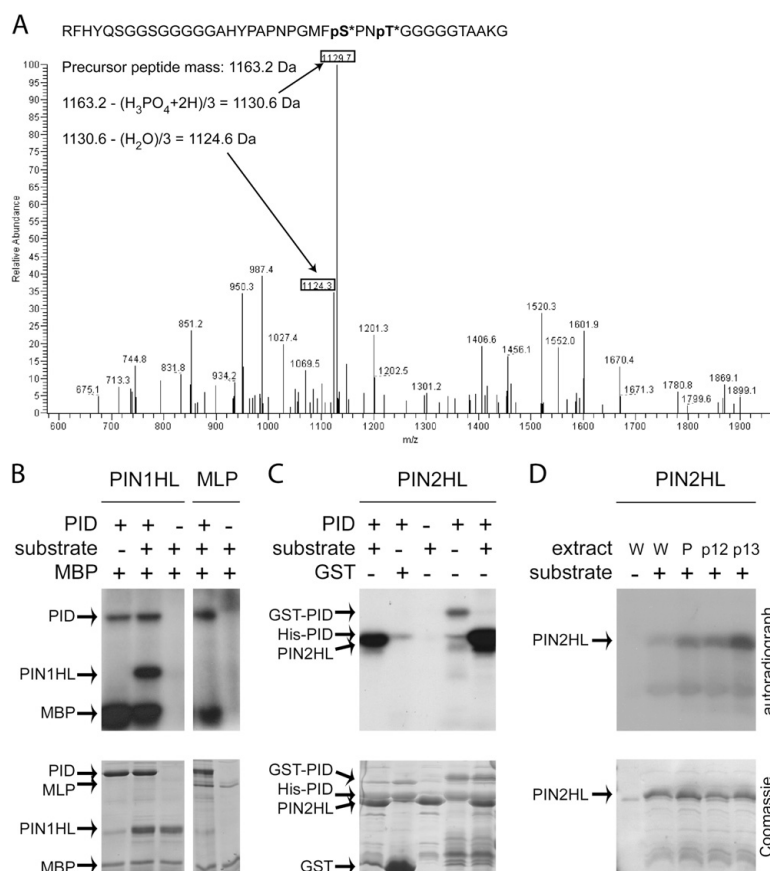 A
RFHYQSGGSGGGGGAHYPAPNPGMFpS*PNpT*GGGGGTAAKG
Precursor peptide mass: 1163.2 Da
1163.2 - (H₃PO₄+2H)/3 = 1130.6 Da
1130.6 - (H₂O)/3 = 1124.6 Da
Relative Abundance
100
95
90
85
80
75
70
65
60
55
50
45
40
35
30
25
20
15
10
5
0
1129.7
1124.3
987.4
950.3
851.2
1027.4
744.8
831.8
934.2
1069.5
675.1
713.3
1201.3
1202.5
1301.2
1406.6
1456.1
1520.3
1552.0
1601.9
1670.4
1671.3
1780.8
1799.6
1869.1
1899.1
600 700 800 900 1000 1100 1200 1300 1400 1500 1600 1700 1800 1900
m/z
B
PIN1HL MLP
PID + + - + -
substrate - + + + +
MBP + + + + +
PID
PIN1HL
MBP
PID
MLP
PIN1HL
MBP
C
PIN2HL
PID + + - + +
substrate + - + - +
GST - + - - -
GST-PID
His-PID
PIN2HL
GST-PID
His-PID
PIN2HL
GST
D
PIN2HL
extract W W P p12 p13
substrate - + + + +
PIN2HL
autoradiograph
PIN2HL
Coomassie